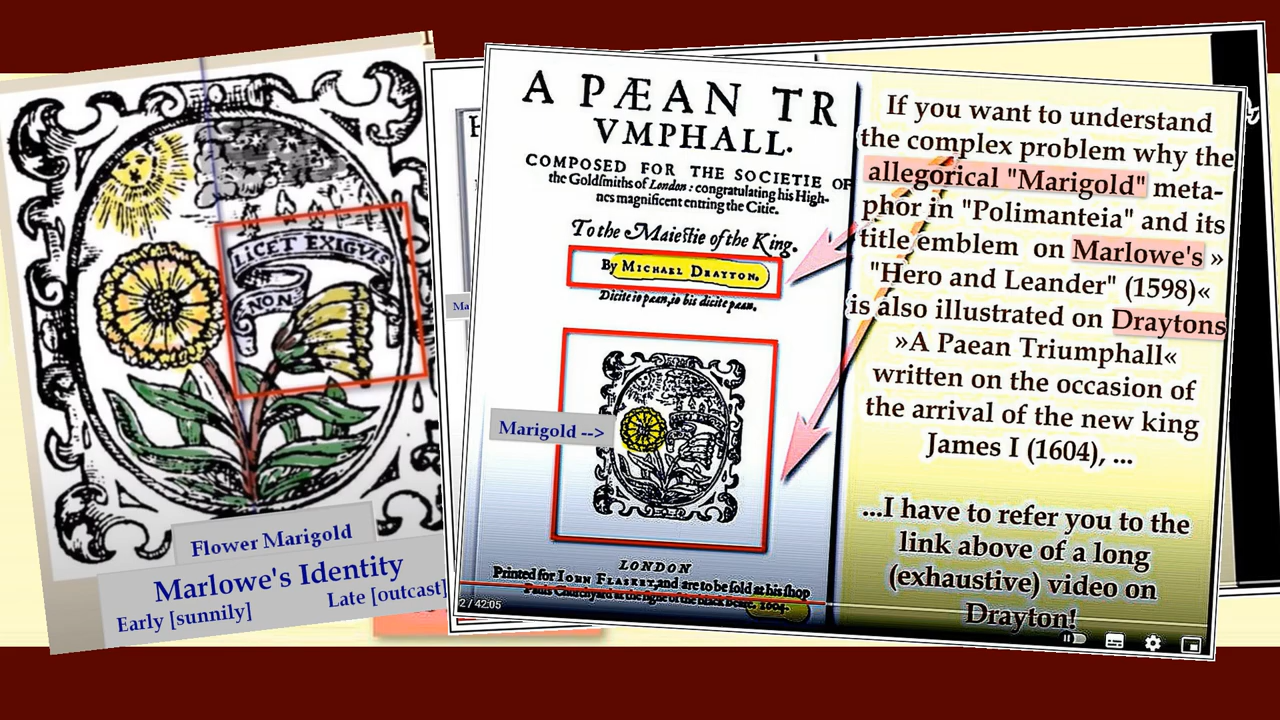 LICET EXIGVVS
NON
Flower Marigold
Marlowe's Identity
Early [sunnily]
Late [outcast]
Ma
A PÆAN TR
VMPHALL.
COMPOSED FOR THE SOCIETIE OF
the Goldſmiths of London : congratulating his High-
nes magnificent entring the Citie.
To the Maieſtie of the King.
By MICHAEL DRAYTON.
Dicite io pæan, io bis dicite pæan.
Marigold -->
LONDON
Printed for IOHN FLASKET, and are to be ſold at his ſhop
Pauls Churchyard at the ſigne of the black Beare. 1604.
2 / 42:05
If you want to understand
the complex problem why the
allegorical "Marigold" meta-
phor in "Polimanteia" and its
title emblem on Marlowe's »
"Hero and Leander" (1598)«
is also illustrated on Draytons
»A Paean Triumphall«
written on the occasion of
the arrival of the new king
James I (1604), ...
...I have to refer you to the
link above of a long
(exhaustive) video on
Drayton!